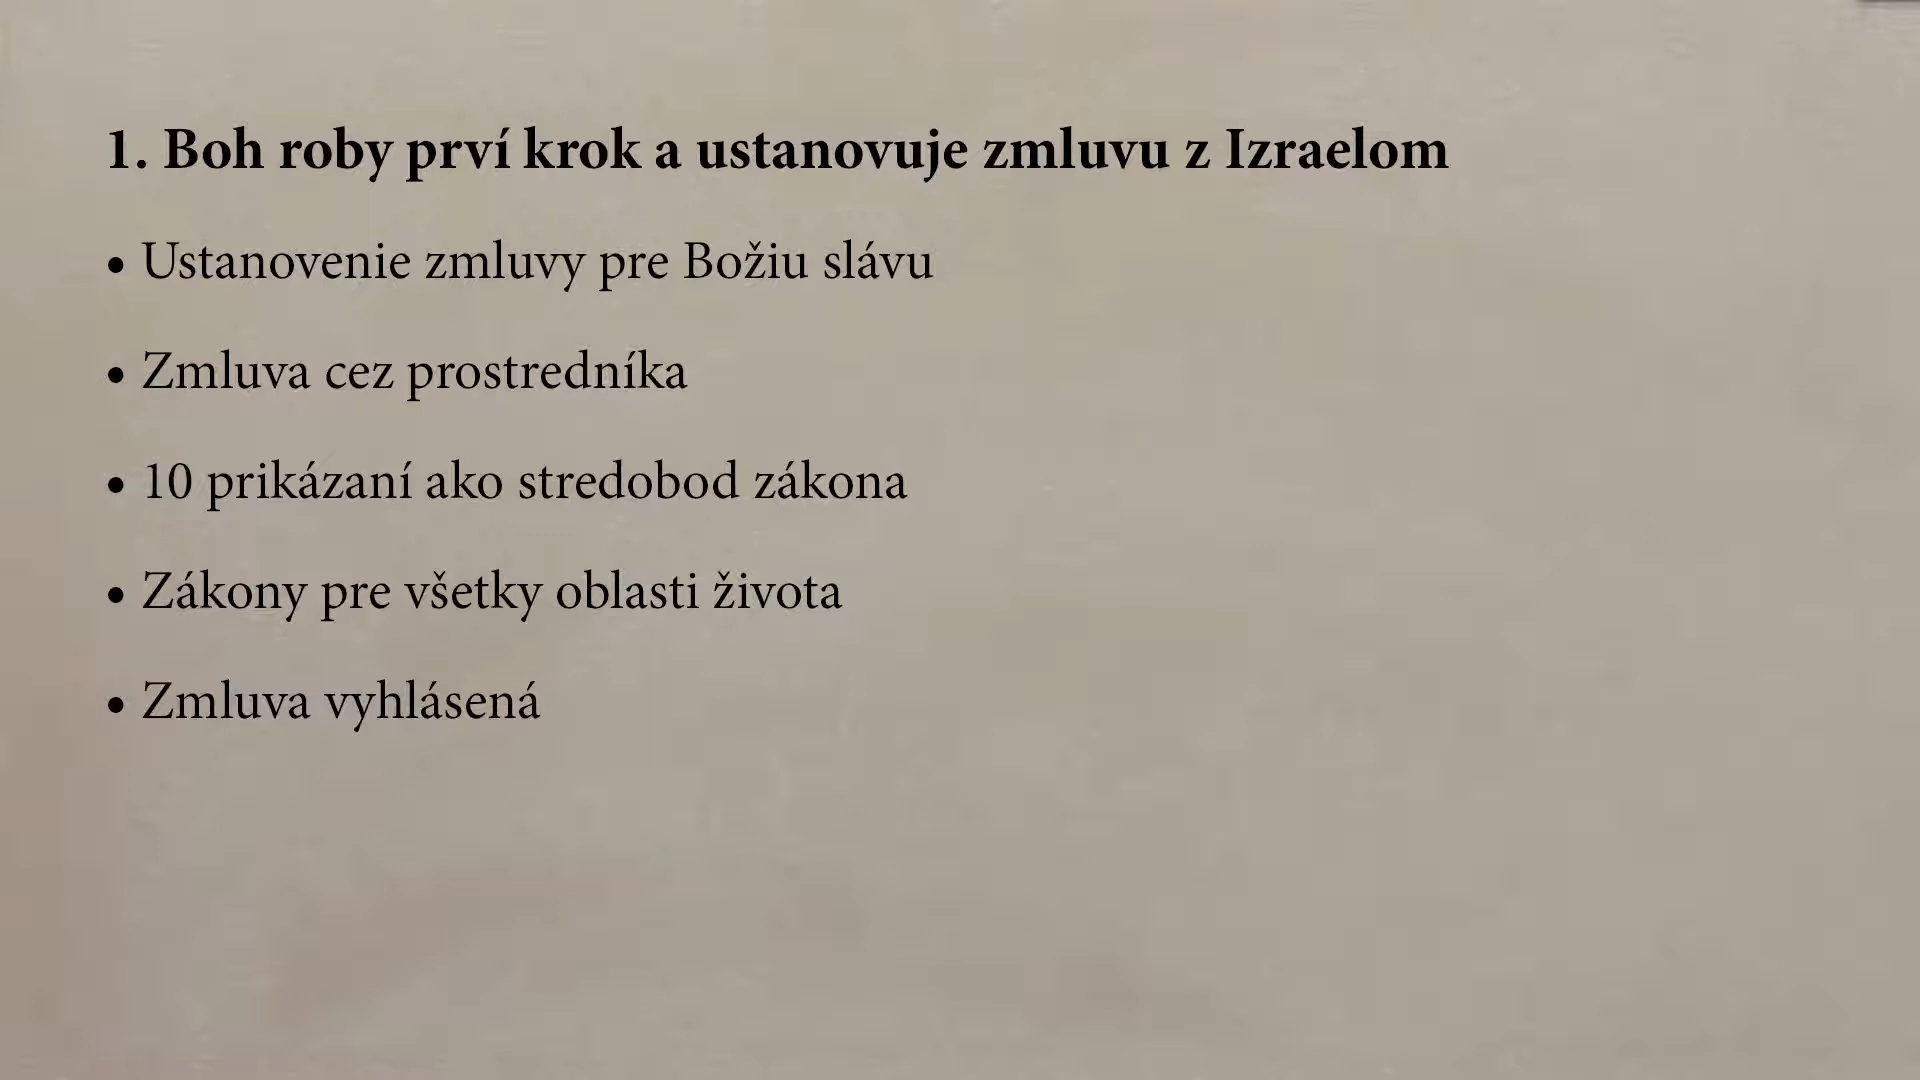 1. Boh roby prví krok a ustanovuje zmluvu z Izraelom
• Ustanovenie zmluvy pre Božiu slávu
• Zmluva cez prostredníka
• 10 prikázaní ako stredobod zákona
• Zákony pre všetky oblasti života
• Zmluva vyhlásená